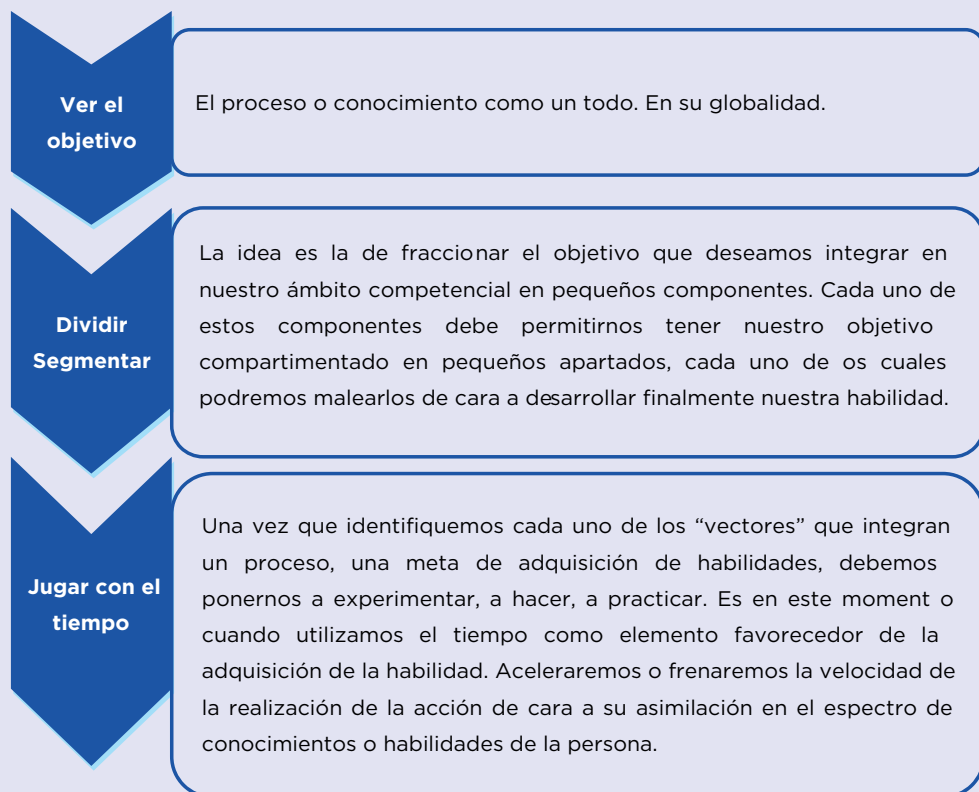 Ver el
objetivo
El proceso o conocimiento como un todo. En su globalidad.
Dividir
Segmentar
La idea es la de fraccionar el objetivo que deseamos integrar en
nuestro ámbito competencial en pequeños componentes. Cada uno de
estos componentes debe permitirnos tener nuestro objetivo
compartimentado en pequeños apartados, cada uno de os cuales
podremos malearlos de cara a desarrollar finalmente nuestra habilidad.
Jugar con el
tiempo
Una vez que identifiquemos cada uno de los “vectores” que integran
un proceso, una meta de adquisición de habilidades, debemos
ponernos a experimentar, a hacer, a practicar. Es en este moment o
cuando utilizamos el tiempo como elemento favorecedor de la
adquisición de la habilidad. Aceleraremos o frenaremos la velocidad de
la realización de la acción de cara a su asimilación en el espectro de
conocimientos o habilidades de la persona.